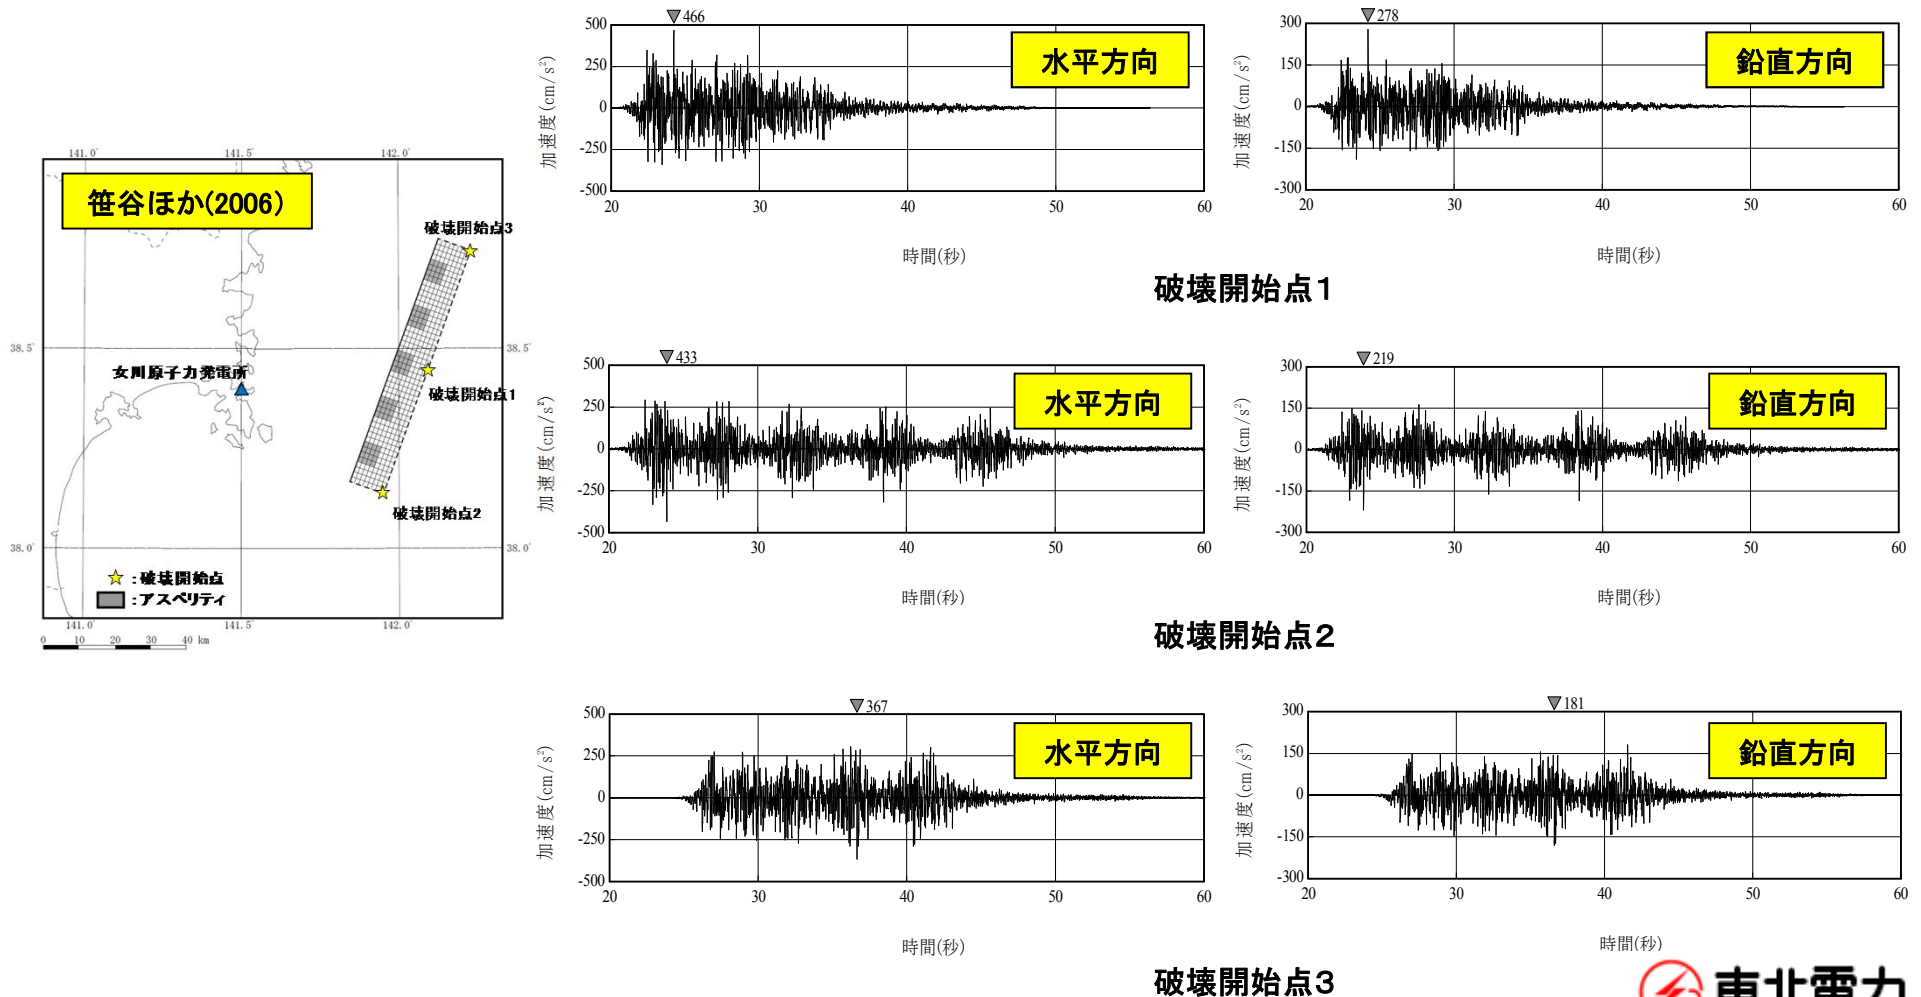 笹谷ほか(2006)
141.0°
141.5°
142.0°
38.5°
38.5°
38.0°
38.0°
141.0°
141.5°
142.0°
破壊開始点3
女川原子力発電所
破壊開始点1
破壊開始点2
:破壊開始点
:アスペリティ
0 10 20 30 40 km
466
水平方向
加速度(cm/s²)
500
250
0
-250
-500
20 30 40 50 60
時間(秒)
278
鉛直方向
加速度(cm/s²)
300
150
0
-150
-300
20 30 40 50 60
時間(秒)
破壊開始点1
433
水平方向
加速度(cm/s²)
500
250
0
-250
-500
20 30 40 50 60
時間(秒)
219
鉛直方向
加速度(cm/s²)
300
150
0
-150
-300
20 30 40 50 60
時間(秒)
破壊開始点2
367
水平方向
加速度(cm/s²)
500
250
0
-250
-500
20 30 40 50 60
時間(秒)
181
鉛直方向
加速度(cm/s²)
300
150
0
-150
-300
20 30 40 50 60
時間(秒)
破壊開始点3
東北電力